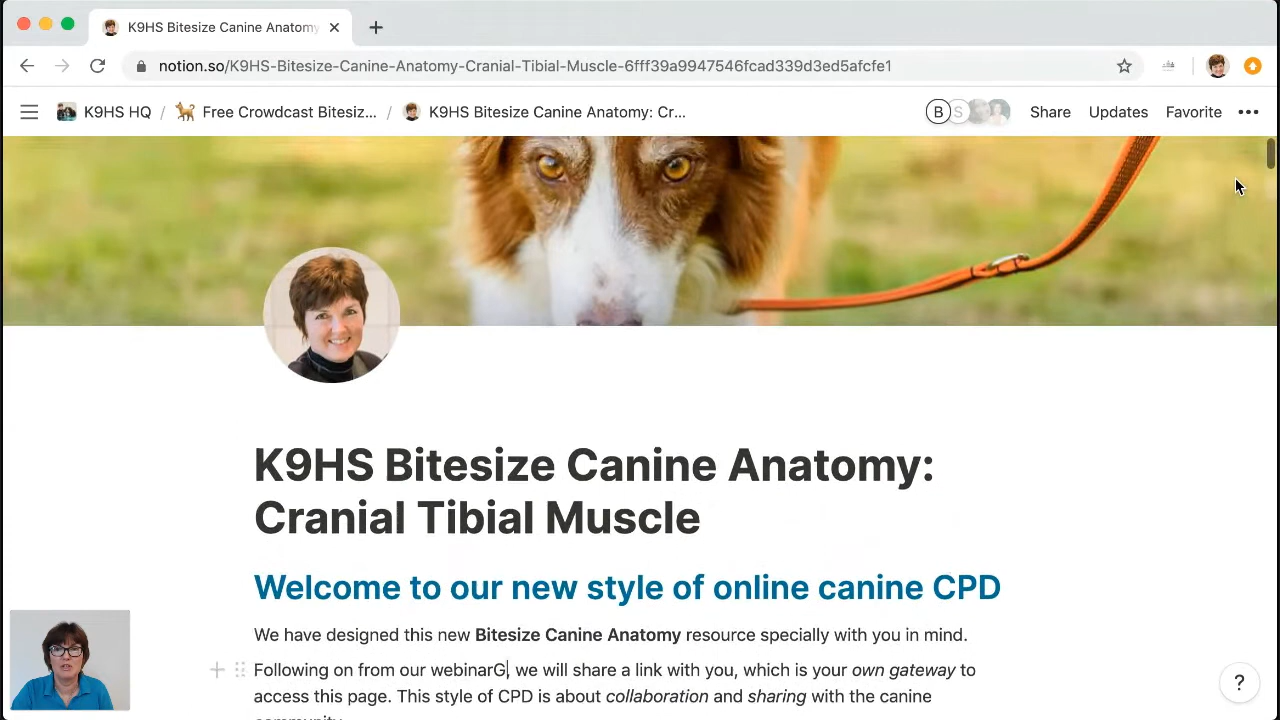 K9HS Bitesize Canine Anatomy
notion.so/K9HS-Bitesize-Canine-Anatomy-Cranial-Tibial-Muscle-6fff39a9947546fcad339d3ed5afcfe1
K9HS HQ / Free Crowdcast Bitesiz... / K9HS Bitesize Canine Anatomy: Cr... B S Share Updates Favorite
K9HS Bitesize Canine Anatomy:
Cranial Tibial Muscle
Welcome to our new style of online canine CPD
We have designed this new Bitesize Canine Anatomy resource specially with you in mind.
Following on from our webinarG, we will share a link with you, which is your own gateway to
access this page. This style of CPD is about collaboration and sharing with the canine
?